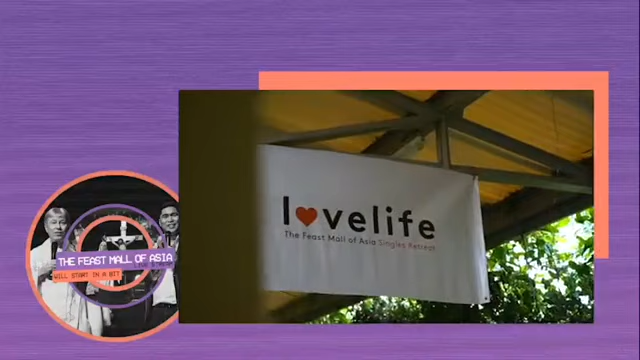 l❤velife
The Feast Mall of Asia Singles Retreat
THE FEAST MALL OF ASIA
WILL START IN A BIT